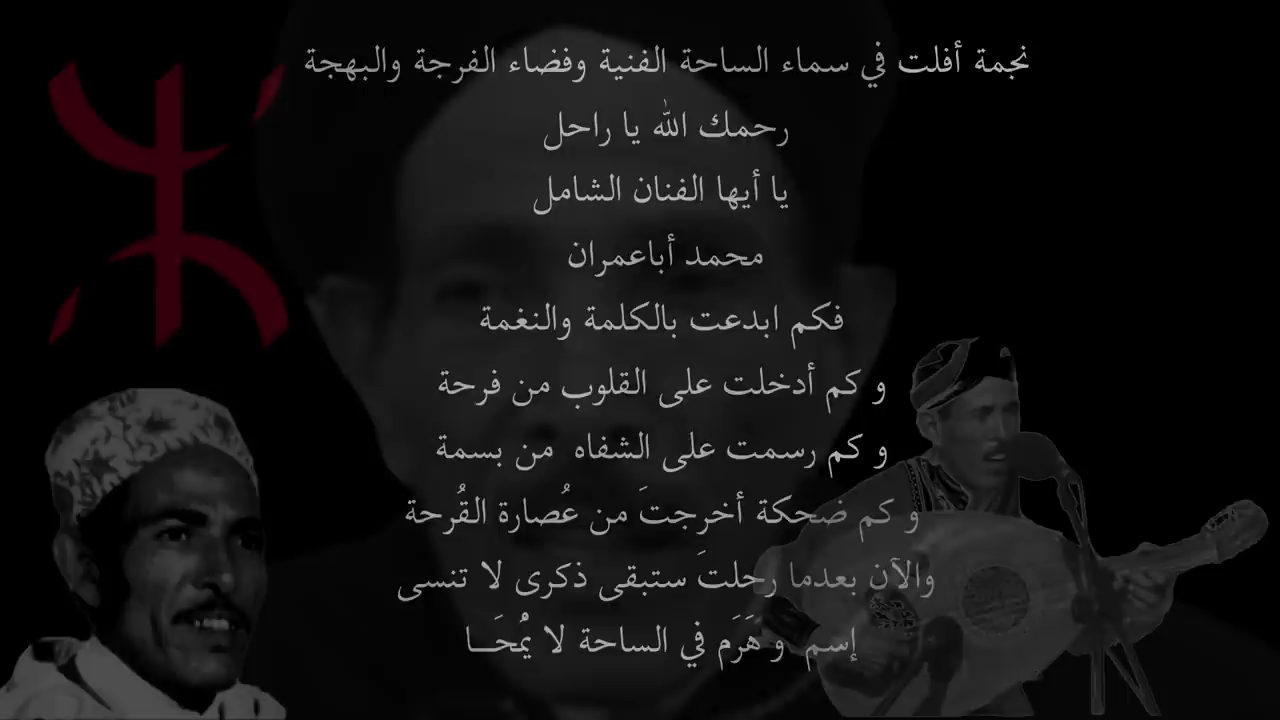 نجمة أفلت في سماء الساحة الفنية وفضاء الفرجة والبهجة
رحمك الله يا راحل
يا أيها الفنان الشامل
محمد أباعمران
فكم ابدعت بالكلمة والنغمة
و كم أدخلت على القلوب من فرحة
و كم رسمت على الشفاه من بسمة
و كم ضحكة أخرجتَ من عُصارة القُرحة
والآن بعدما رحلتَ ستبقى ذكرى لا تنسى
إسم و هَرَم في الساحة لا يُمحَــا